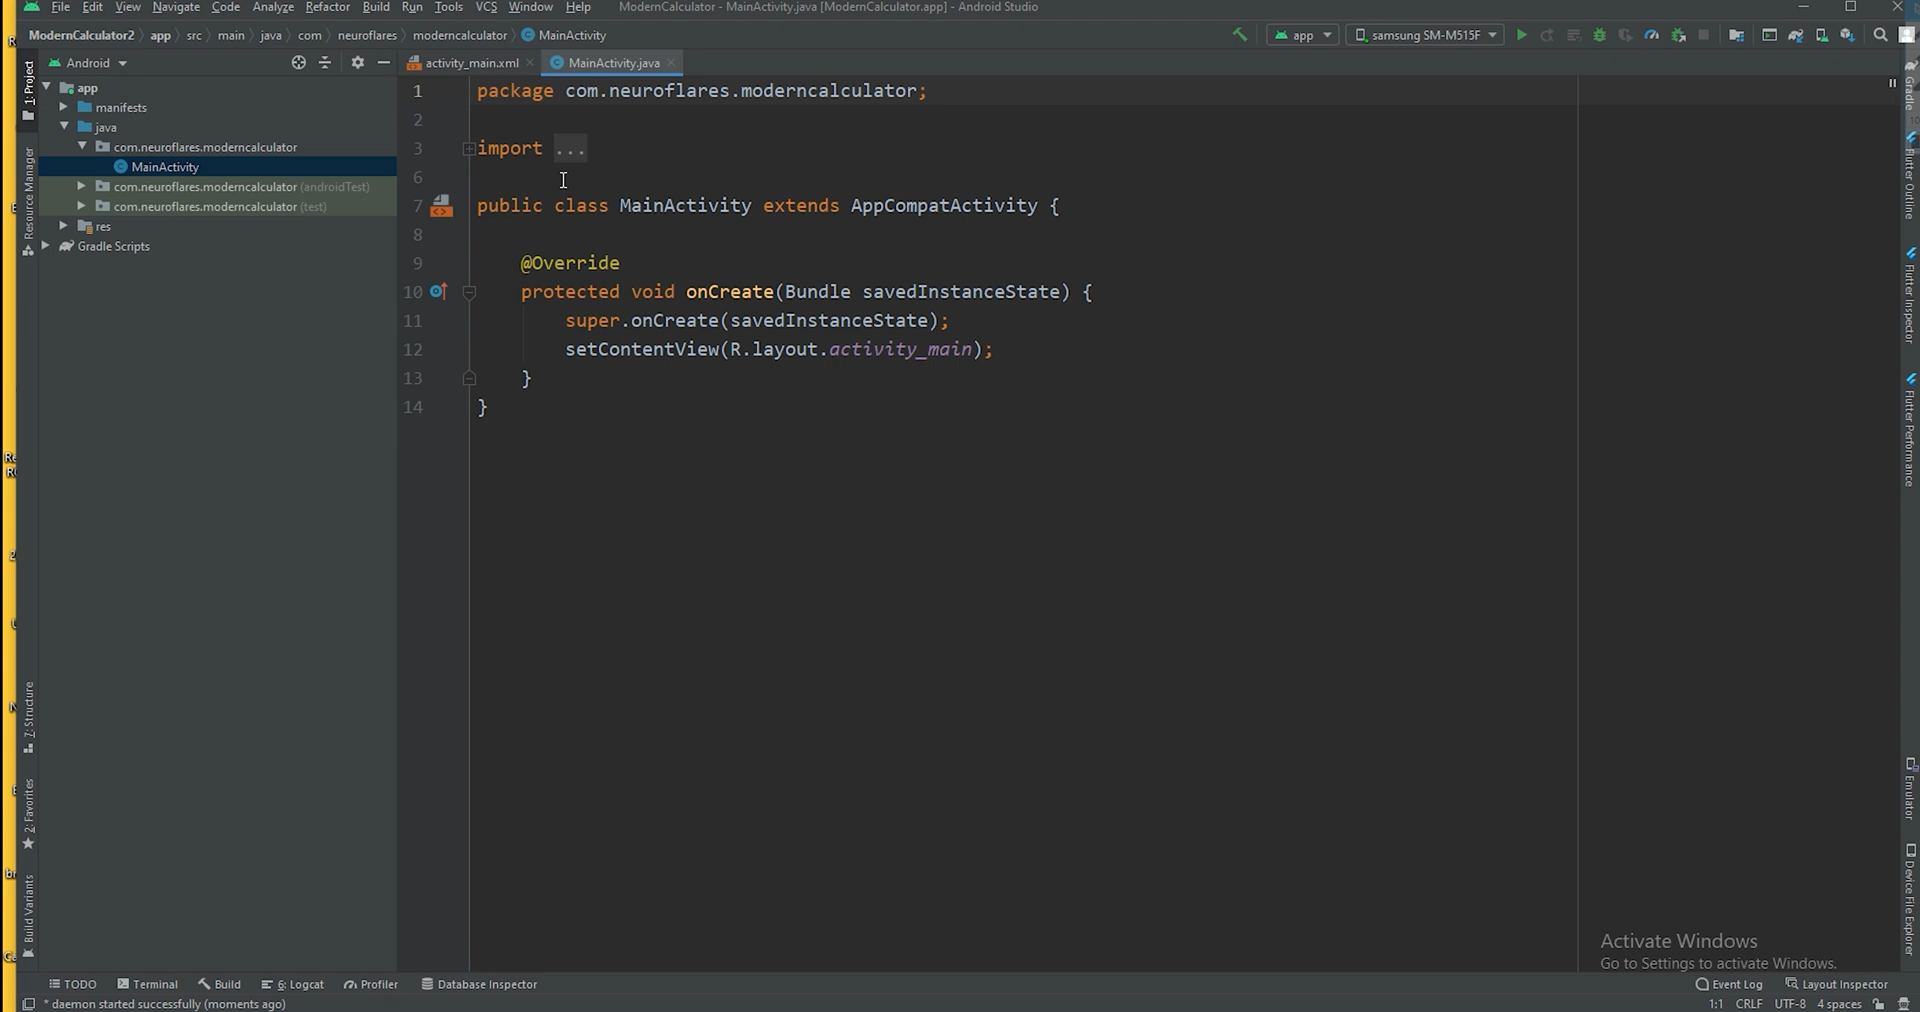 File Edit View Navigate Code Analyze Refactor Build Run Tools VCS Window Help ModernCalculator - MainActivity.java [ModernCalculator.app] - Android Studio
ModernCalculator2 app src main java com neuroflares moderncalculator MainActivity app samsung SM-M515F
Android
activity_main.xml MainActivity.java
1: Project
Resource Manager
7: Structure
2: Favorites
Build Variants
app
manifests
java
com.neuroflares.moderncalculator
MainActivity
com.neuroflares.moderncalculator (androidTest)
com.neuroflares.moderncalculator (test)
res
Gradle Scripts
1 package com.neuroflares.moderncalculator;
2
3 import ...
6
7 public class MainActivity extends AppCompatActivity {
8
9 @Override
10 protected void onCreate(Bundle savedInstanceState) {
11 super.onCreate(savedInstanceState);
12 setContentView(R.layout.activity_main);
13 }
14 }
Gradle
Flutter Outline
Flutter Inspector
Flutter Performance
Emulator
Device File Explorer
Activate Windows
Go to Settings to activate Windows.
TODO Terminal Build 6: Logcat Profiler Database Inspector Event Log Layout Inspector
* daemon started successfully (moments ago) 1:1 CRLF UTF-8 4 spaces